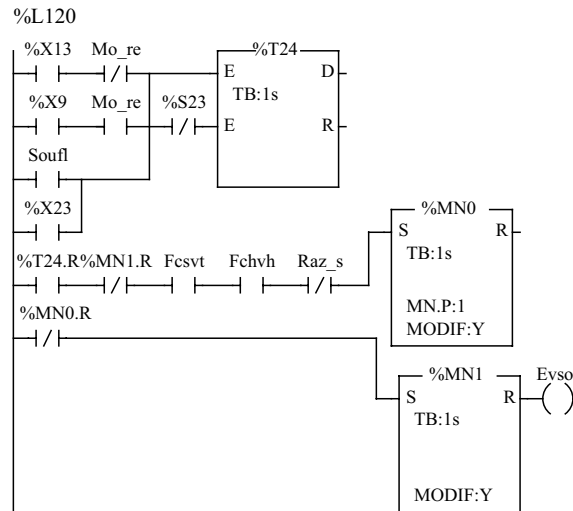 %L120
%X13 Mo_re %T24
E D
TB:1s
%X9 Mo_re %S23
E R
Soufl
%X23
%MN0
S R
TB:1s
%T24.R %MN1.R Fcsvt Fchvh Raz_s
MN.P:1
MODIF:Y
%MN0.R
%MN1 Evso
S R
TB:1s
MODIF:Y